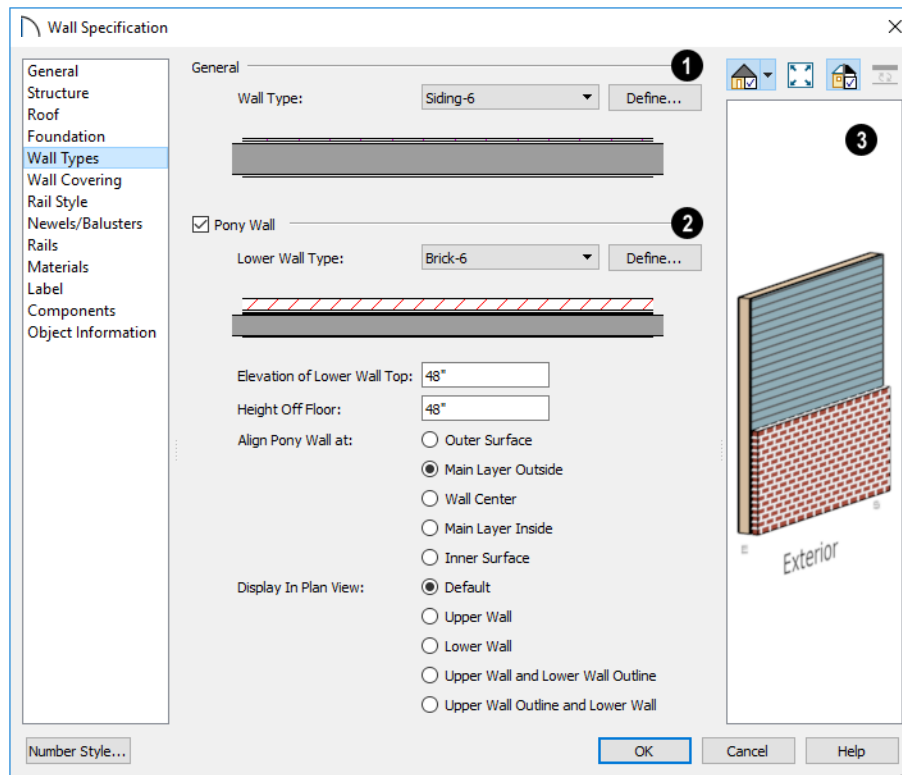 Wall Specification
General
Structure
Roof
Foundation
Wall Types
Wall Covering
Rail Style
Newels/Balusters
Rails
Materials
Label
Components
Object Information
General 1
Wall Type: Siding-6 Define...
Pony Wall 2
Lower Wall Type: Brick-6 Define...
Elevation of Lower Wall Top: 48"
Height Off Floor: 48"
Align Pony Wall at: Outer Surface
Main Layer Outside
Wall Center
Main Layer Inside
Inner Surface
Display In Plan View: Default
Upper Wall
Lower Wall
Upper Wall and Lower Wall Outline
Upper Wall Outline and Lower Wall
3
Exterior
Number Style... OK Cancel Help